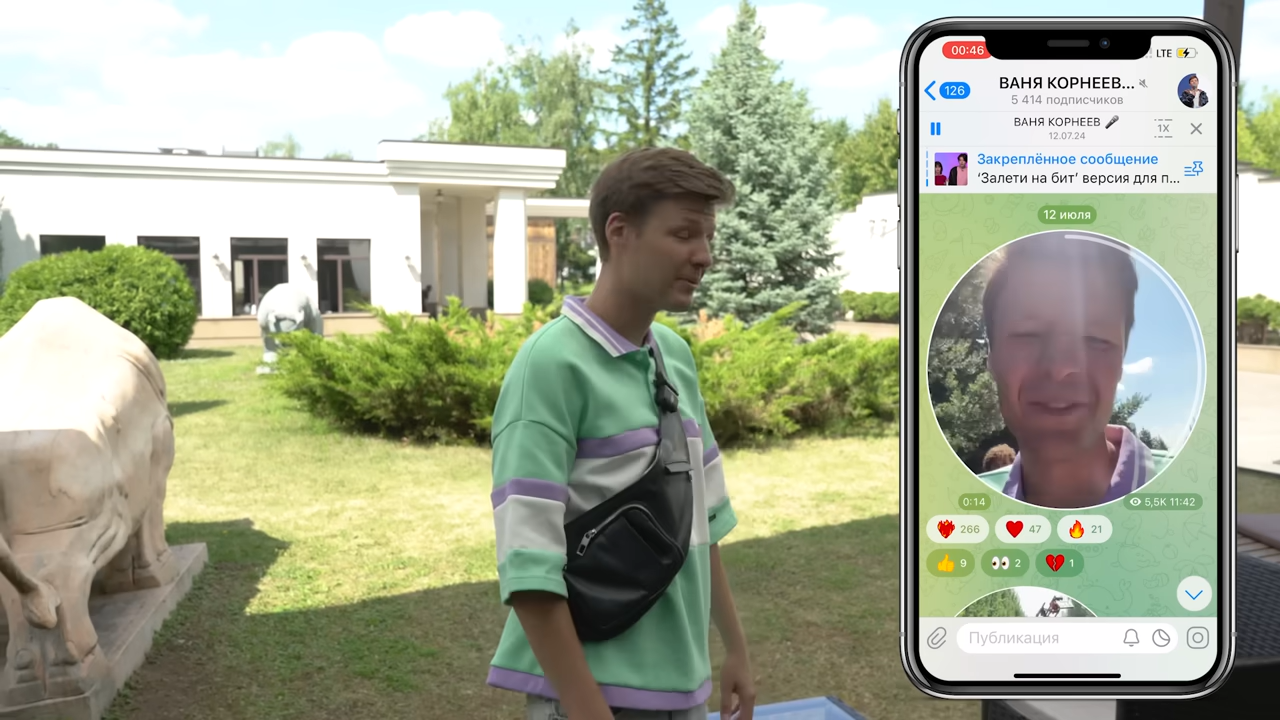 00:46
LTE
126
ВАНЯ КОРНЕЕВ...
5 414 подписчиков
ВАНЯ КОРНЕЕВ
12.07.24
1X
Закреплённое сообщение
‘Залети на бит’ версия для п...
12 июля
0:14
5,5K 11:42
266
47
21
9
2
1
Публикация